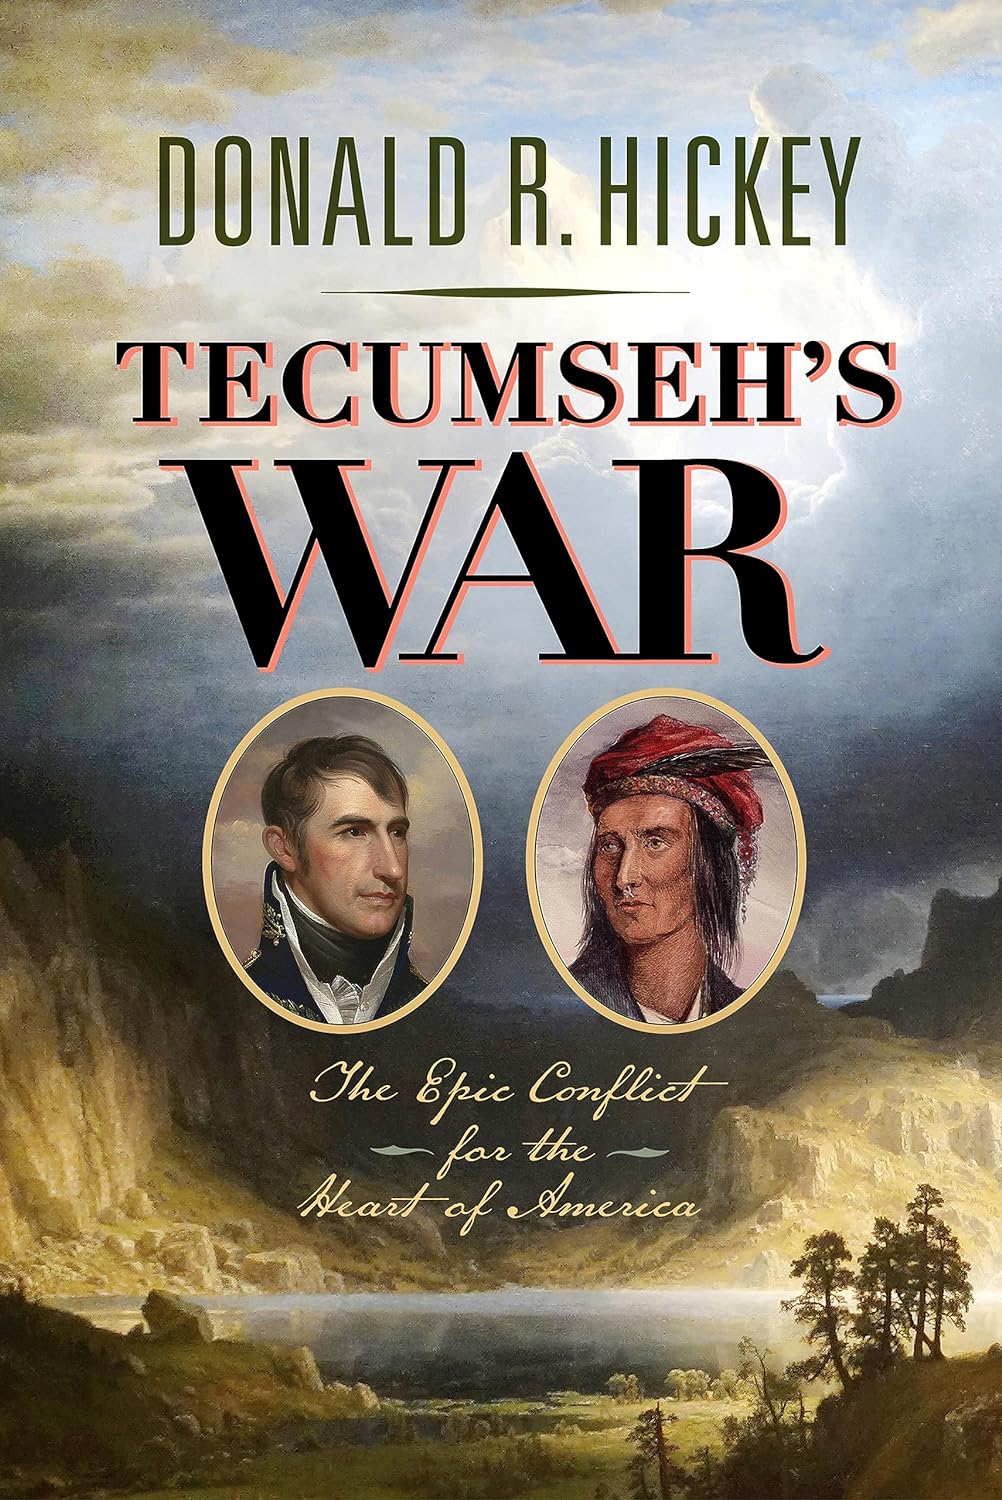 DONALD R. HICKEY
TECUMSEH'S
WAR
The Epic Conflict
for the
Heart of America